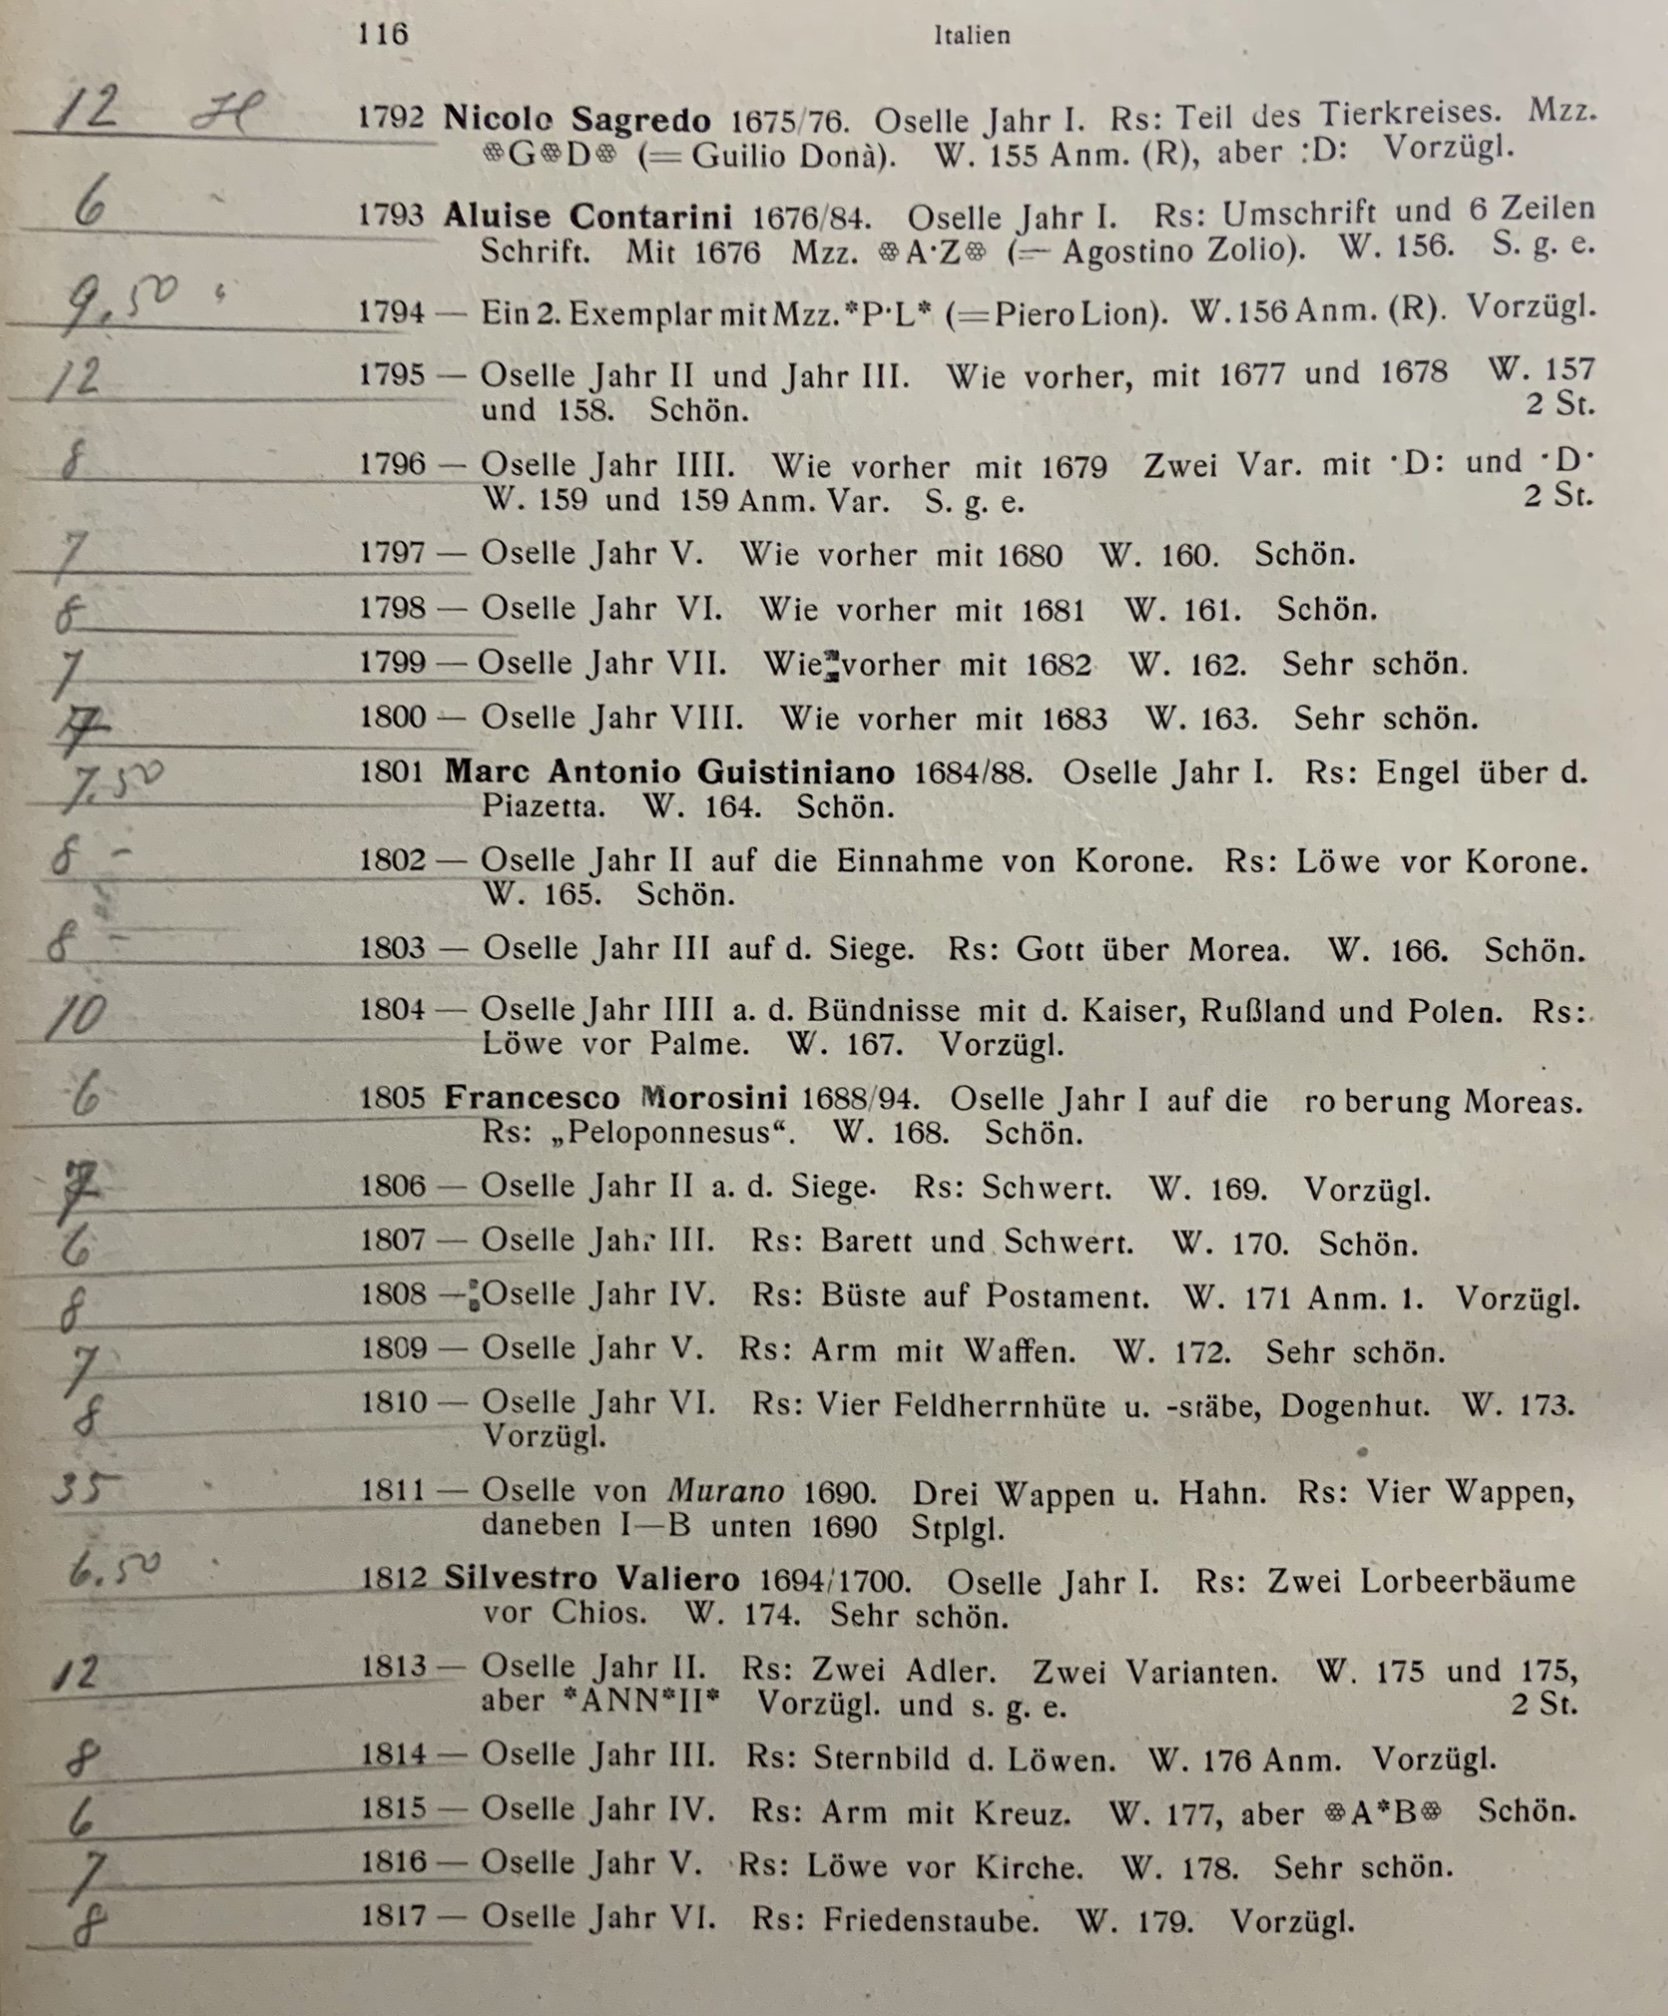 116 Italien
12 H 1792 Nicolo Sagredo 1675/76. Oselle Jahr I. Rs: Teil des Tierkreises. Mzz.
❁G❁D❁ (= Guilio Donà). W. 155 Anm. (R), aber :D: Vorzügl.
6 1793 Aluise Contarini 1676/84. Oselle Jahr I. Rs: Umschrift und 6 Zeilen
Schrift. Mit 1676 Mzz. ❁A·Z❁ (= Agostino Zolio). W. 156. S. g. e.
9.50 1794 — Ein 2. Exemplar mit Mzz. *P·L* (= Piero Lion). W. 156 Anm. (R). Vorzügl.
12 1795 — Oselle Jahr II und Jahr III. Wie vorher, mit 1677 und 1678 W. 157
und 158. Schön. 2 St.
8 1796 — Oselle Jahr IIII. Wie vorher mit 1679 Zwei Var. mit ·D: und ·D·
W. 159 und 159 Anm. Var. S. g. e. 2 St.
7 1797 — Oselle Jahr V. Wie vorher mit 1680 W. 160. Schön.
8 1798 — Oselle Jahr VI. Wie vorher mit 1681 W. 161. Schön.
7 1799 — Oselle Jahr VII. Wie vorher mit 1682 W. 162. Sehr schön.
7 1800 — Oselle Jahr VIII. Wie vorher mit 1683 W. 163. Sehr schön.
7.50 1801 Marc Antonio Guistiniano 1684/88. Oselle Jahr I. Rs: Engel über d.
Piazetta. W. 164. Schön.
8 - 1802 — Oselle Jahr II auf die Einnahme von Korone. Rs: Löwe vor Korone.
W. 165. Schön.
8 - 1803 — Oselle Jahr III auf d. Siege. Rs: Gott über Morea. W. 166. Schön.
10 1804 — Oselle Jahr IIII a. d. Bündnisse mit d. Kaiser, Rußland und Polen. Rs:
Löwe vor Palme. W. 167. Vorzügl.
6 1805 Francesco Morosini 1688/94. Oselle Jahr I auf die ro berung Moreas.
Rs: „Peloponnesus“. W. 168. Schön.
7 1806 — Oselle Jahr II a. d. Siege. Rs: Schwert. W. 169. Vorzügl.
6 1807 — Oselle Jahr III. Rs: Barett und Schwert. W. 170. Schön.
8 1808 — Oselle Jahr IV. Rs: Büste auf Postament. W. 171 Anm. 1. Vorzügl.
7 1809 — Oselle Jahr V. Rs: Arm mit Waffen. W. 172. Sehr schön.
8 1810 — Oselle Jahr VI. Rs: Vier Feldherrnhüte u. -stäbe, Dogenhut. W. 173.
Vorzügl.
35 1811 — Oselle von Murano 1690. Drei Wappen u. Hahn. Rs: Vier Wappen,
daneben I—B unten 1690 Stplgl.
6.50 1812 Silvestro Valiero 1694/1700. Oselle Jahr I. Rs: Zwei Lorbeerbäume
vor Chios. W. 174. Sehr schön.
12 1813 — Oselle Jahr II. Rs: Zwei Adler. Zwei Varianten. W. 175 und 175,
aber *ANN*II* Vorzügl. und s. g. e. 2 St.
8 1814 — Oselle Jahr III. Rs: Sternbild d. Löwen. W. 176 Anm. Vorzügl.
6 1815 — Oselle Jahr IV. Rs: Arm mit Kreuz. W. 177, aber ❁A*B❁ Schön.
7 1816 — Oselle Jahr V. Rs: Löwe vor Kirche. W. 178. Sehr schön.
8 1817 — Oselle Jahr VI. Rs: Friedenstaube. W. 179. Vorzügl.